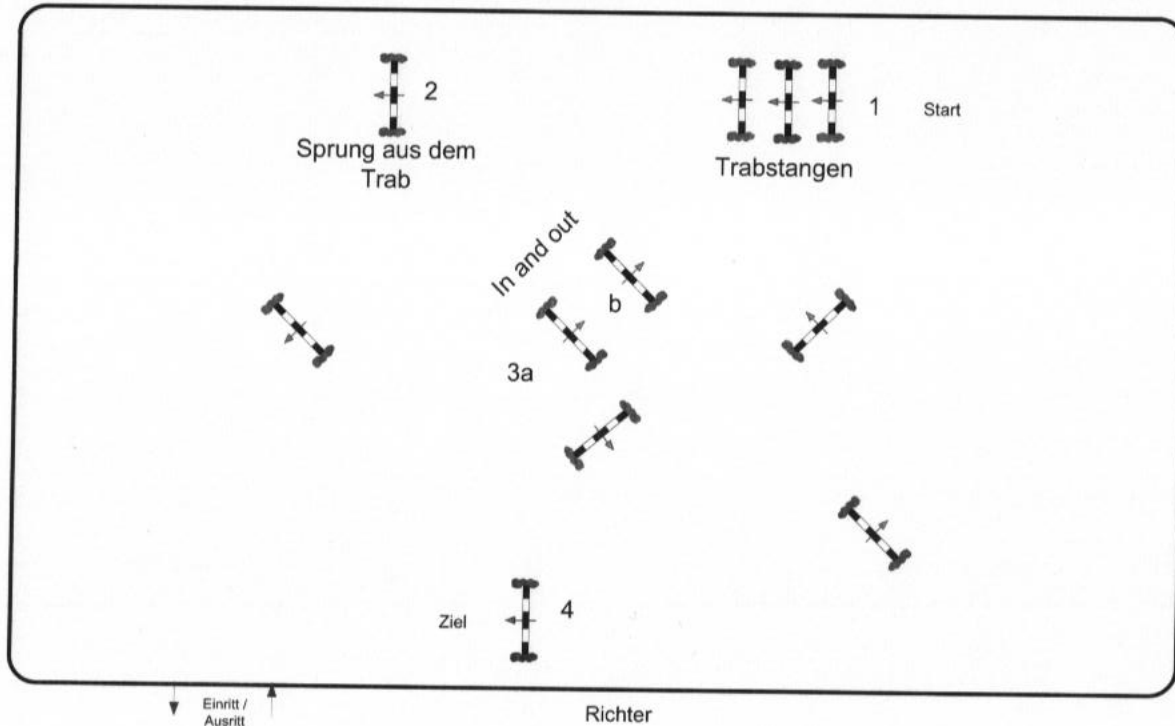 2
1
Start
Sprung aus dem
Trab
Trabstangen
In and out
b
3a
4
Ziel
Einritt /
Ausritt
Richter